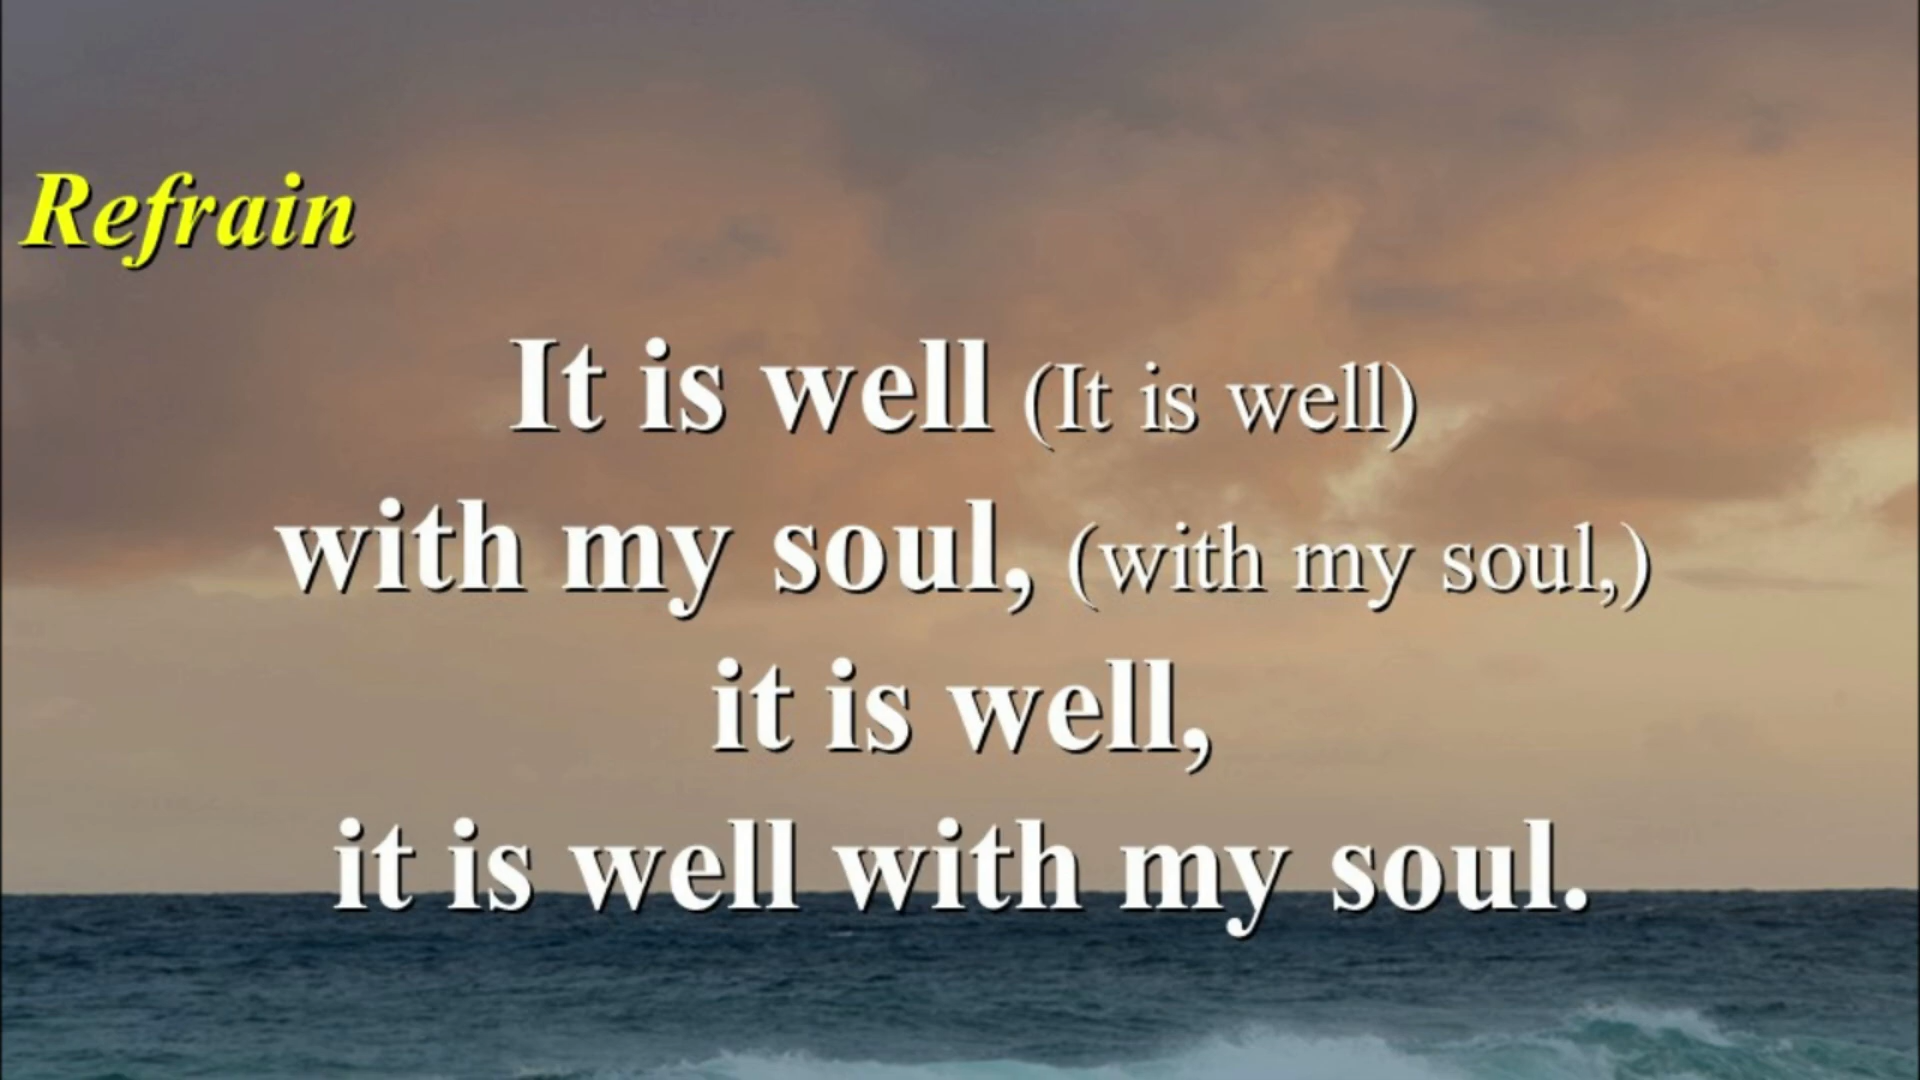 Refrain
It is well (It is well)
with my soul, (with my soul,)
it is well,
it is well with my soul.